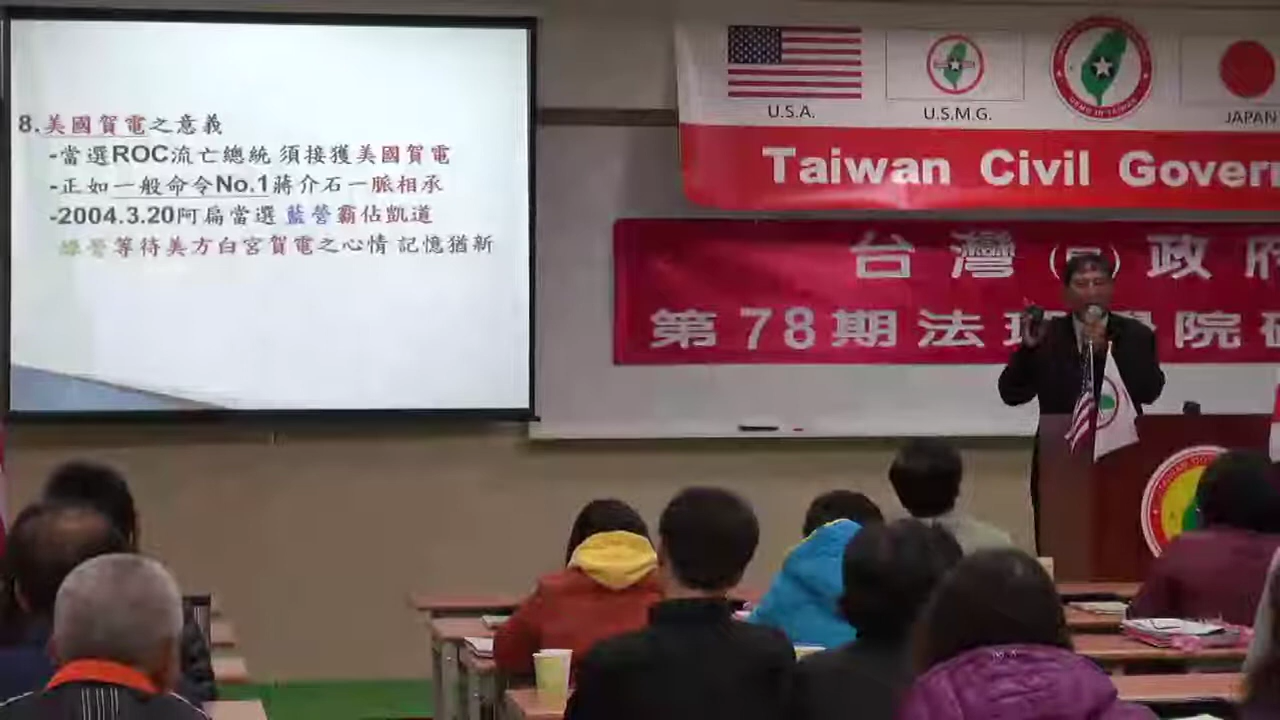 8.美國賀電之意義
-當選ROC流亡總統 須接獲美國賀電
-正如一般命令No.1蔣介石一脈相承
-2004.3.20阿扁當選 藍營霸佔凱道
綠營等待美方白宮賀電之心情 記憶猶新
U.S.A.
U.S.M.G.
JAPAN
Taiwan Civil Govern
台灣(民)政府
第78期法理學院